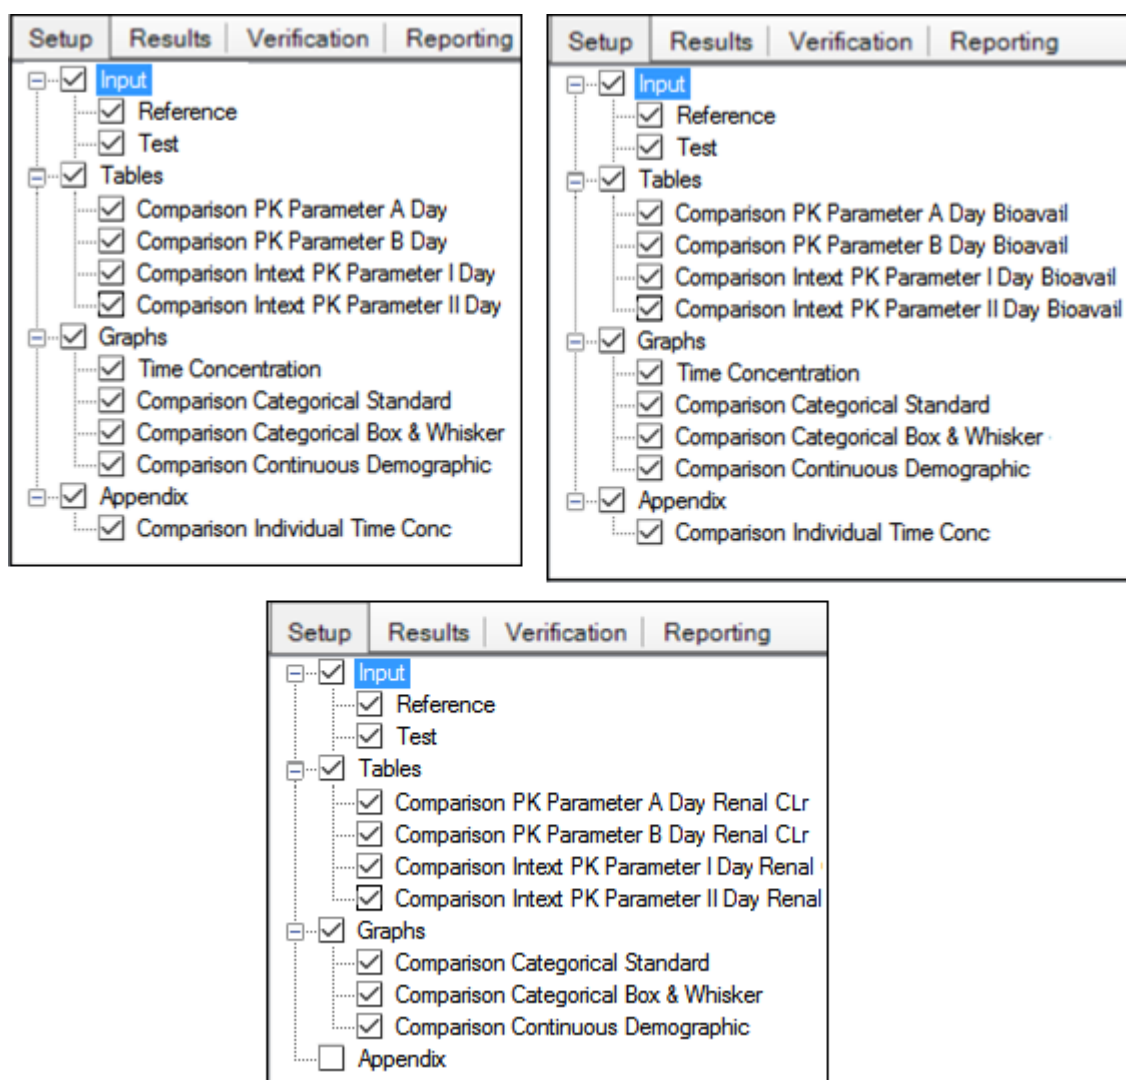 Setup Results Verification Reporting
Input
Reference
Test
Tables
Comparison PK Parameter A Day
Comparison PK Parameter B Day
Comparison Intext PK Parameter I Day
Comparison Intext PK Parameter II Day
Graphs
Time Concentration
Comparison Categorical Standard
Comparison Categorical Box & Whisker
Comparison Continuous Demographic
Appendix
Comparison Individual Time Conc
Setup Results Verification Reporting
Input
Reference
Test
Tables
Comparison PK Parameter A Day Bioavail
Comparison PK Parameter B Day Bioavail
Comparison Intext PK Parameter I Day Bioavail
Comparison Intext PK Parameter II Day Bioavail
Graphs
Time Concentration
Comparison Categorical Standard
Comparison Categorical Box & Whisker
Comparison Continuous Demographic
Appendix
Comparison Individual Time Conc
Setup Results Verification Reporting
Input
Reference
Test
Tables
Comparison PK Parameter A Day Renal CLr
Comparison PK Parameter B Day Renal CLr
Comparison Intext PK Parameter I Day Renal
Comparison Intext PK Parameter II Day Renal
Graphs
Comparison Categorical Standard
Comparison Categorical Box & Whisker
Comparison Continuous Demographic
Appendix